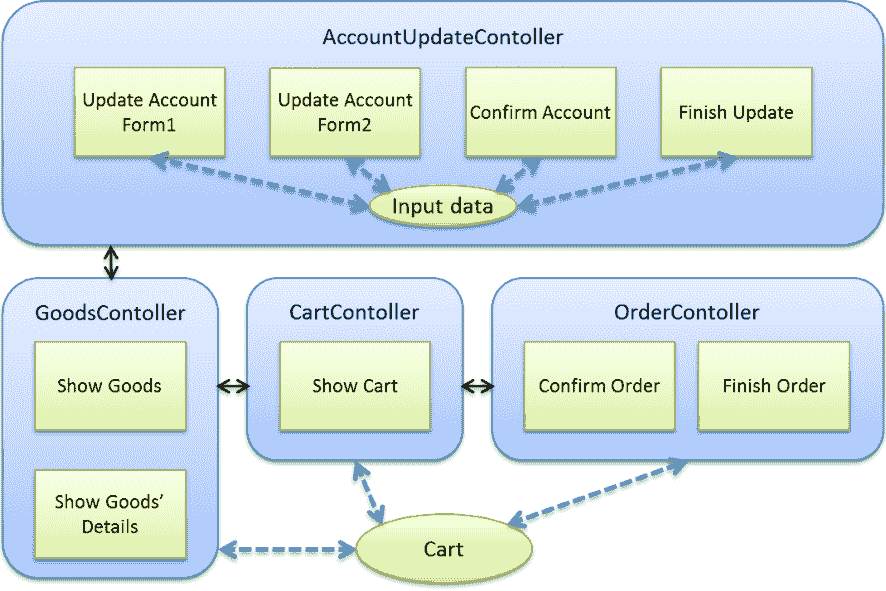 AccountUpdateContoller
Update Account
Form1
Update Account
Form2
Confirm Account
Finish Update
Input data
GoodsContoller
Show Goods
Show Goods’
Details
CartContoller
Show Cart
OrderContoller
Confirm Order
Finish Order
Cart